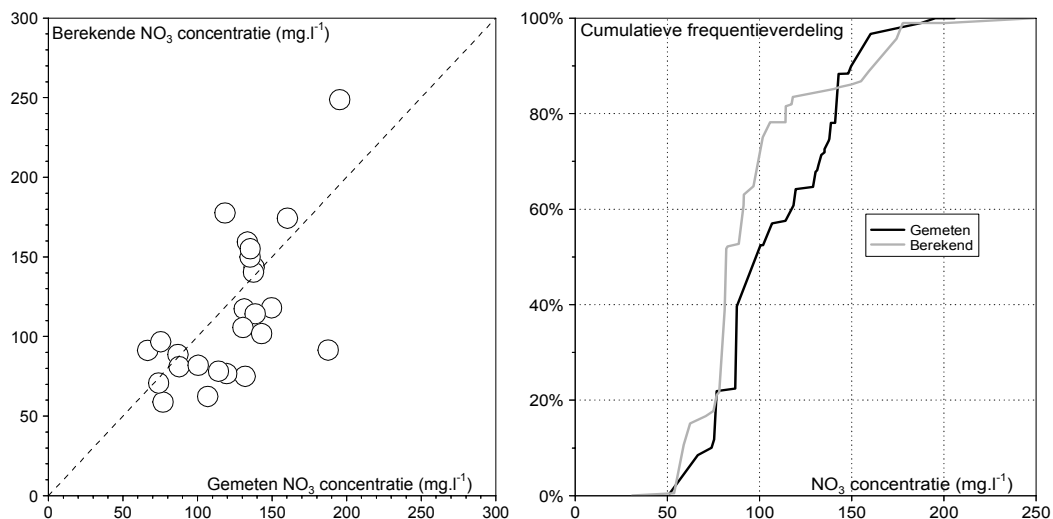 Berekende NO₃ concentratie (mg.l⁻¹)
300
250
200
150
100
50
0
Gemeten NO₃ concentratie (mg.l⁻¹)
0 50 100 150 200 250 300
Cumulatieve frequentieverdeling
100%
80%
60%
40%
20%
0%
Gemeten
Berekend
NO₃ concentratie (mg.l⁻¹)
0 50 100 150 200 250